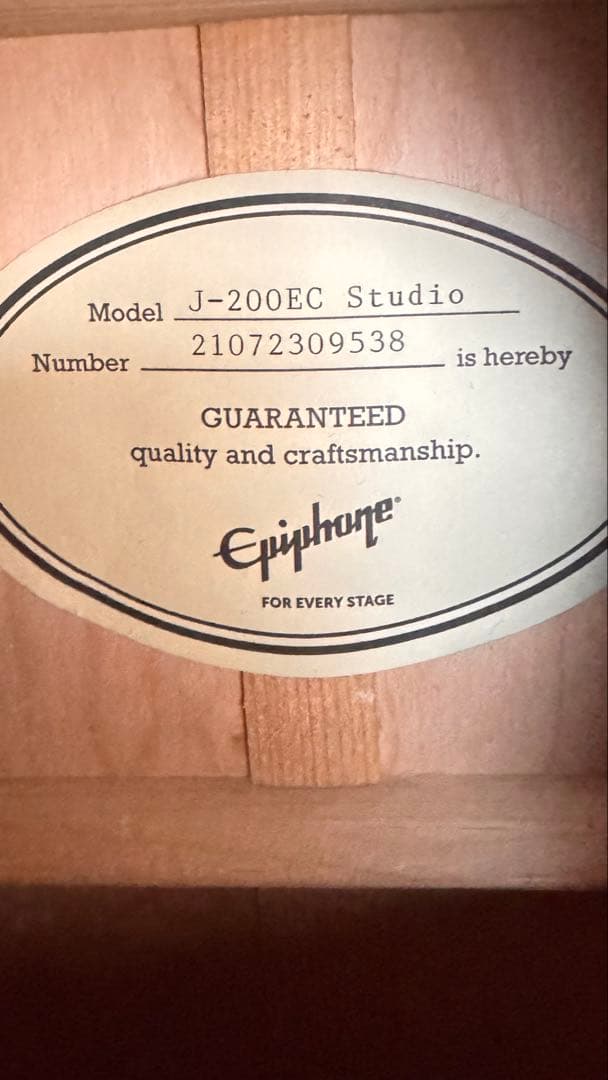 Model J-200EC Studio
Number 21072309538 is hereby
GUARANTEED
quality and craftsmanship.
Epiphone®
FOR EVERY STAGE